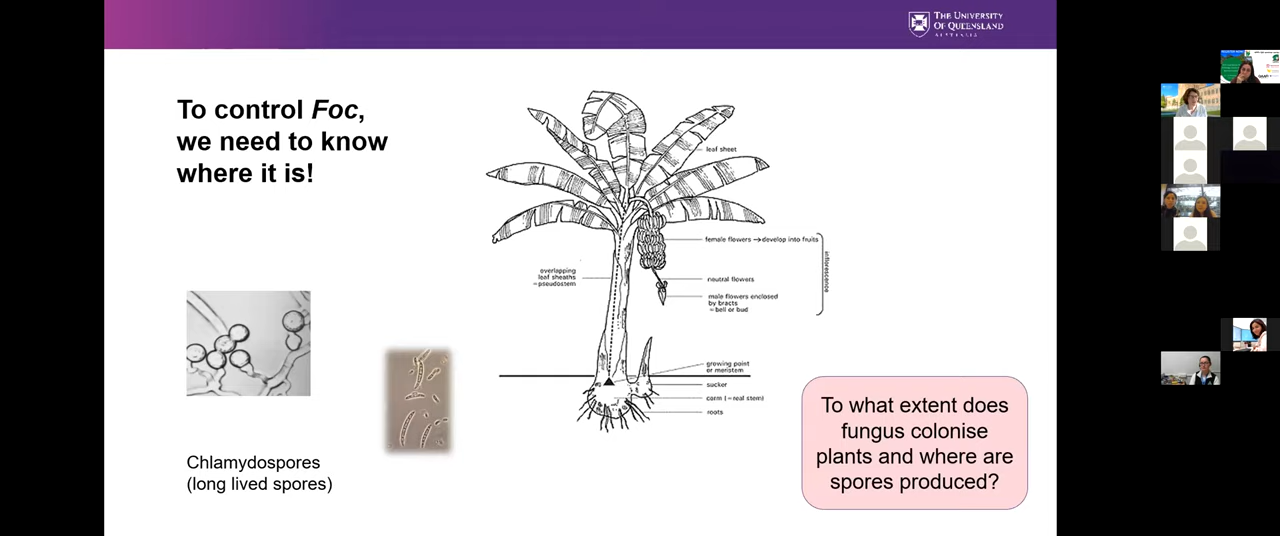 THE UNIVERSITY
OF QUEENSLAND
AUSTRALIA
To control Foc,
we need to know
where it is!
leaf sheet
female flowers → develop into fruits
overlapping
leaf sheaths
= pseudostem
neutral flowers
male flowers enclosed
by bracts
= bell or bud
inflorescence
growing point
or meristem
sucker
corm (= real stem)
roots
To what extent does
fungus colonise
plants and where are
spores produced?
Chlamydospores
(long lived spores)